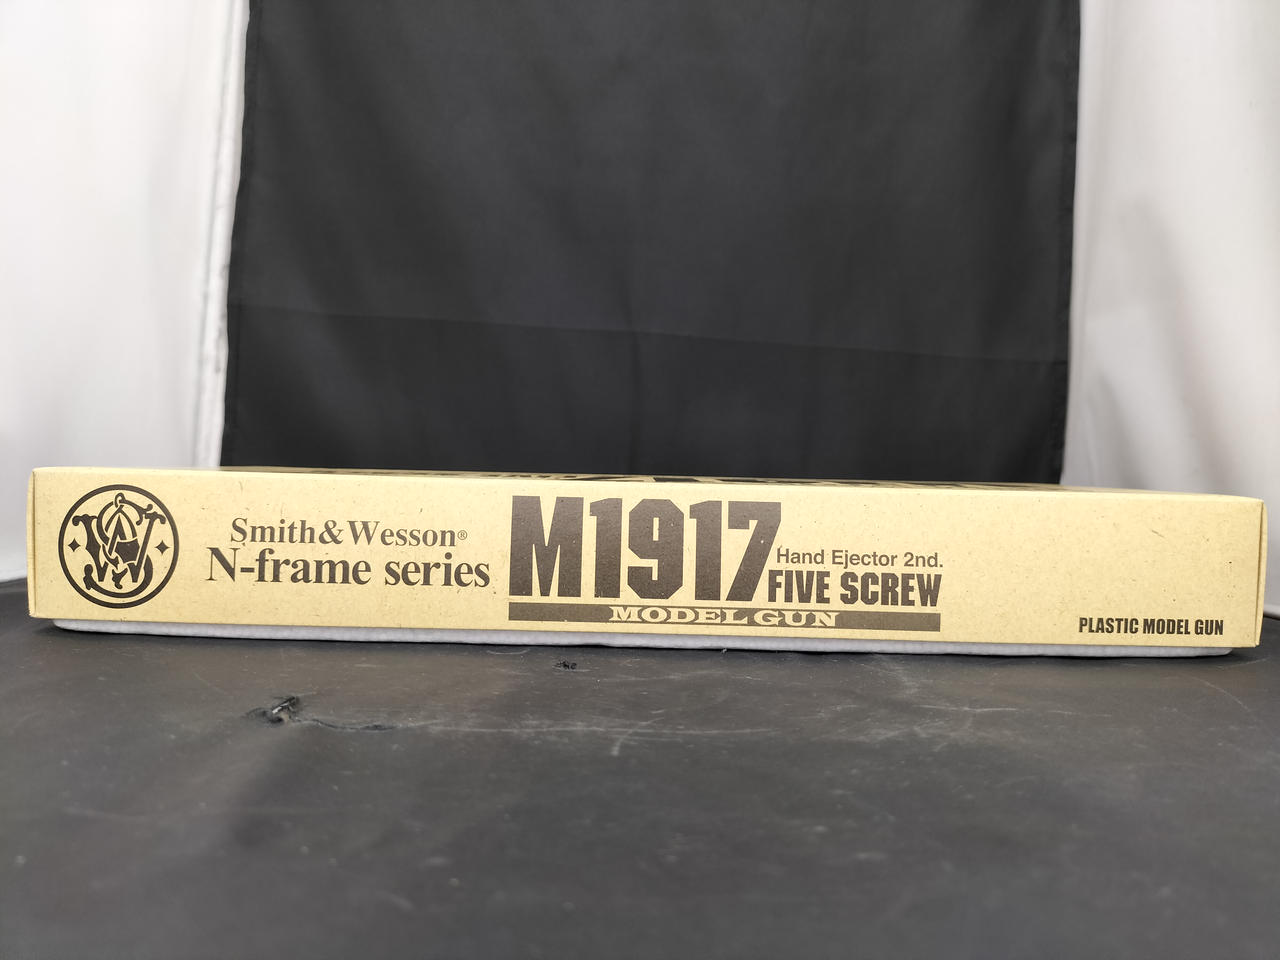 Smith&Wesson®
N-frame series
M1917
Hand Ejector 2nd.
FIVE SCREW
MODEL GUN
PLASTIC MODEL GUN